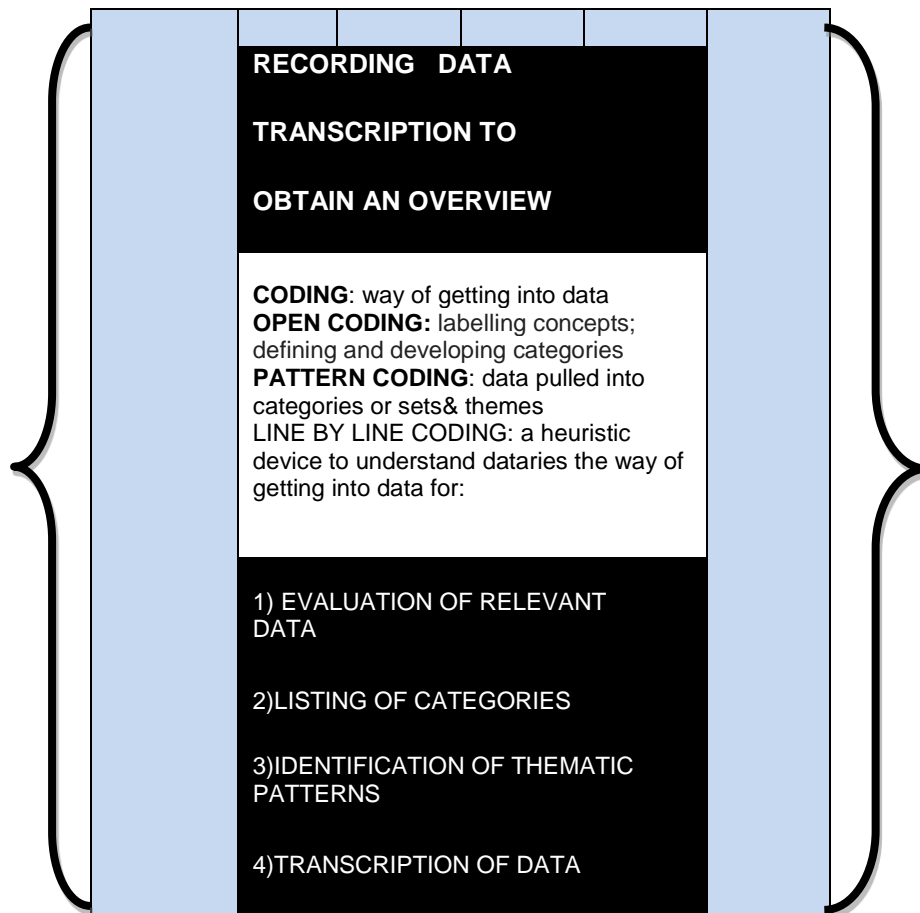 RECORDING DATA
TRANSCRIPTION TO
OBTAIN AN OVERVIEW
CODING: way of getting into data
OPEN CODING: labelling concepts;
defining and developing categories
PATTERN CODING: data pulled into
categories or sets& themes
LINE BY LINE CODING: a heuristic
device to understand dataries the way of
getting into data for:
1) EVALUATION OF RELEVANT
DATA
2)LISTING OF CATEGORIES
3)IDENTIFICATION OF THEMATIC
PATTERNS
4)TRANSCRIPTION OF DATA